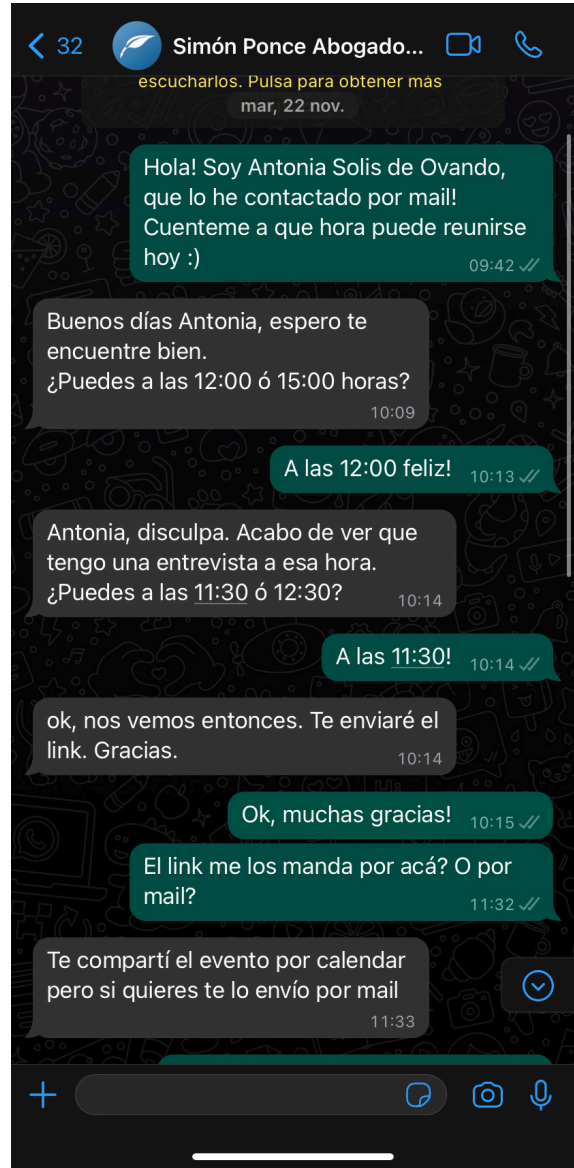 32
Simón Ponce Abogado...
escucharlos. Pulsa para obtener más
mar, 22 nov.
Hola! Soy Antonia Solis de Ovando,
que lo he contactado por mail!
Cuenteme a que hora puede reunirse
hoy :)
09:42
Buenos días Antonia, espero te
encuentre bien.
¿Puedes a las 12:00 ó 15:00 horas?
10:09
A las 12:00 feliz!
10:13
Antonia, disculpa. Acabo de ver que
tengo una entrevista a esa hora.
¿Puedes a las 11:30 ó 12:30?
10:14
A las 11:30!
10:14
ok, nos vemos entonces. Te enviaré el
link. Gracias.
10:14
Ok, muchas gracias!
10:15
El link me los manda por acá? O por
mail?
11:32
Te compartí el evento por calendar
pero si quieres te lo envío por mail
11:33